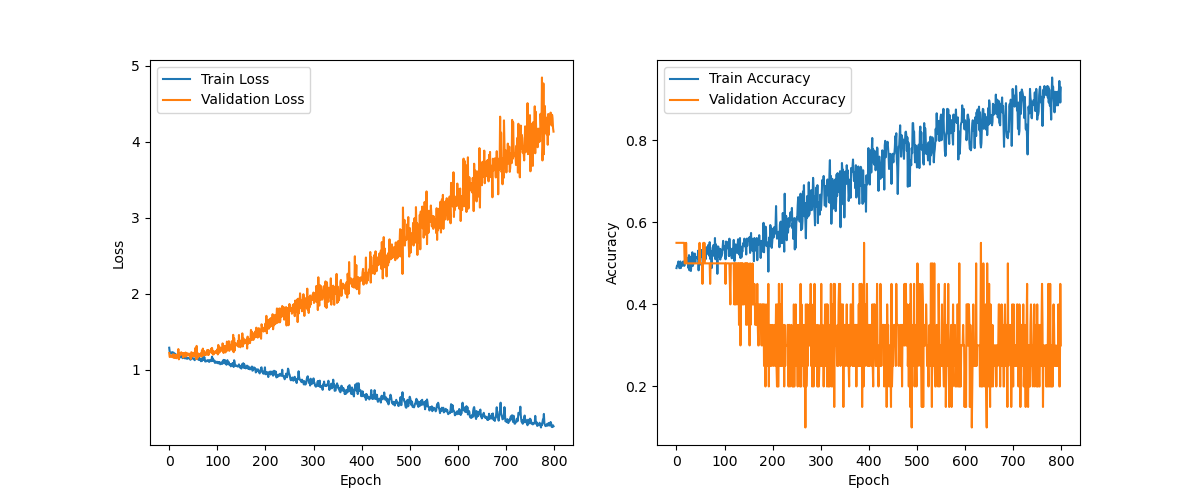 Train Loss
Validation Loss
5
4
3
2
1
Loss
0 100 200 300 400 500 600 700 800
Epoch
Train Accuracy
Validation Accuracy
0.8
0.6
0.4
0.2
Accuracy
0 100 200 300 400 500 600 700 800
Epoch